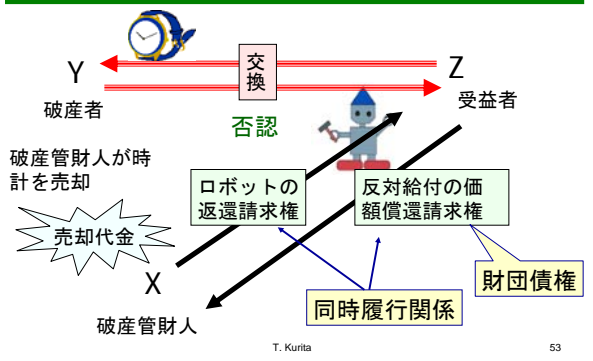 交
換
Y
Z
破産者
受益者
否認
破産管財人が時
計を売却
ロボットの
返還請求権
反対給付の価
額償還請求権
売却代金
X
財団債権
同時履行関係
破産管財人
T. Kurita
53